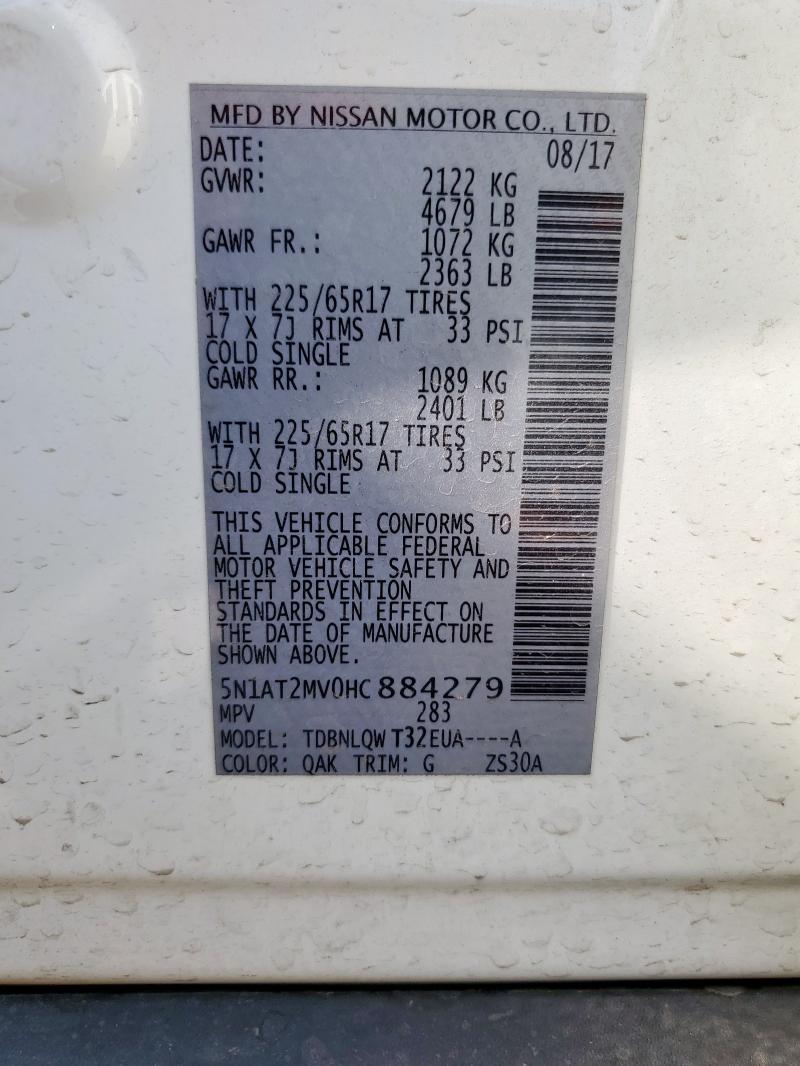 MFD BY NISSAN MOTOR CO., LTD.
DATE: 08/17
GVWR: 2122 KG
4679 LB
GAWR FR.: 1072 KG
2363 LB
WITH 225/65R17 TIRES
17 X 7J RIMS AT 33 PSI
COLD SINGLE
GAWR RR.: 1089 KG
2401 LB
WITH 225/65R17 TIRES
17 X 7J RIMS AT 33 PSI
COLD SINGLE
THIS VEHICLE CONFORMS TO
ALL APPLICABLE FEDERAL
MOTOR VEHICLE SAFETY AND
THEFT PREVENTION
STANDARDS IN EFFECT ON
THE DATE OF MANUFACTURE
SHOWN ABOVE.
5N1AT2MV0HC884279
MPV 283
MODEL: TDBNLQW T32EUA----A
COLOR: QAK TRIM: G ZS30A